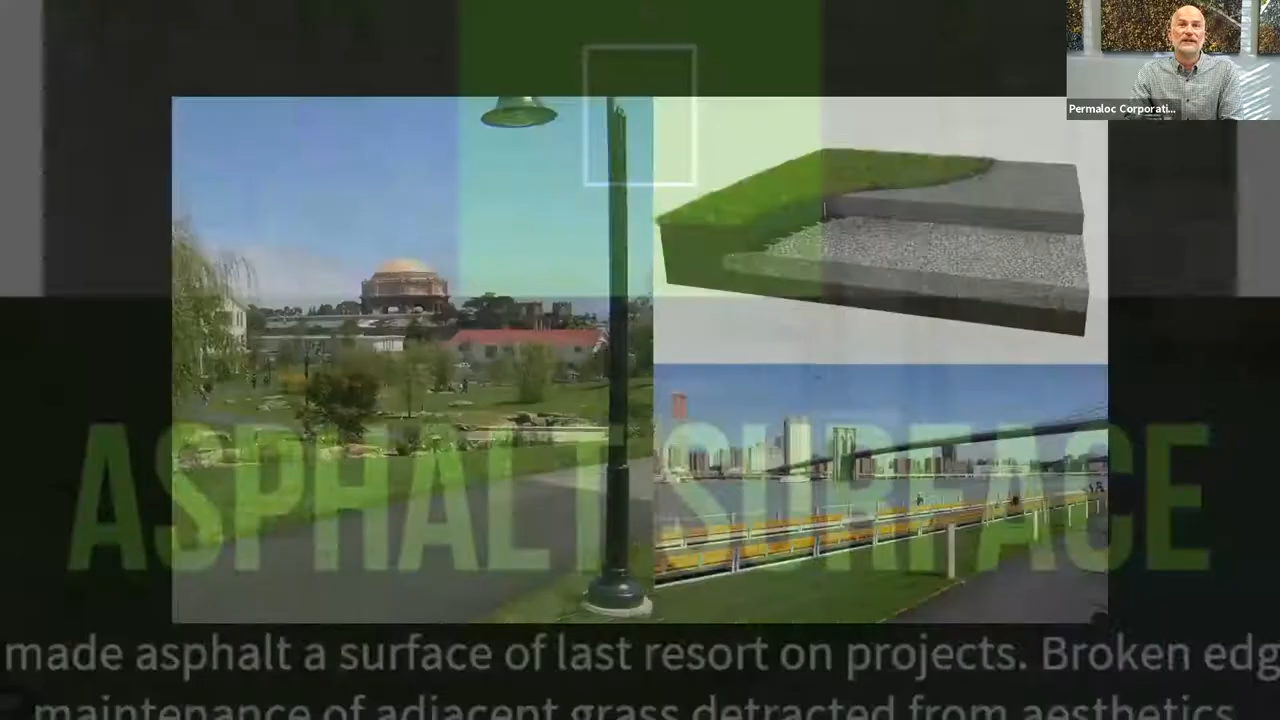 Permaloc Corporati...
ASPHALT SURFACE
made asphalt a surface of last resort on projects. Broken edg
maintenance of adjacent grass detracted from aesthetics